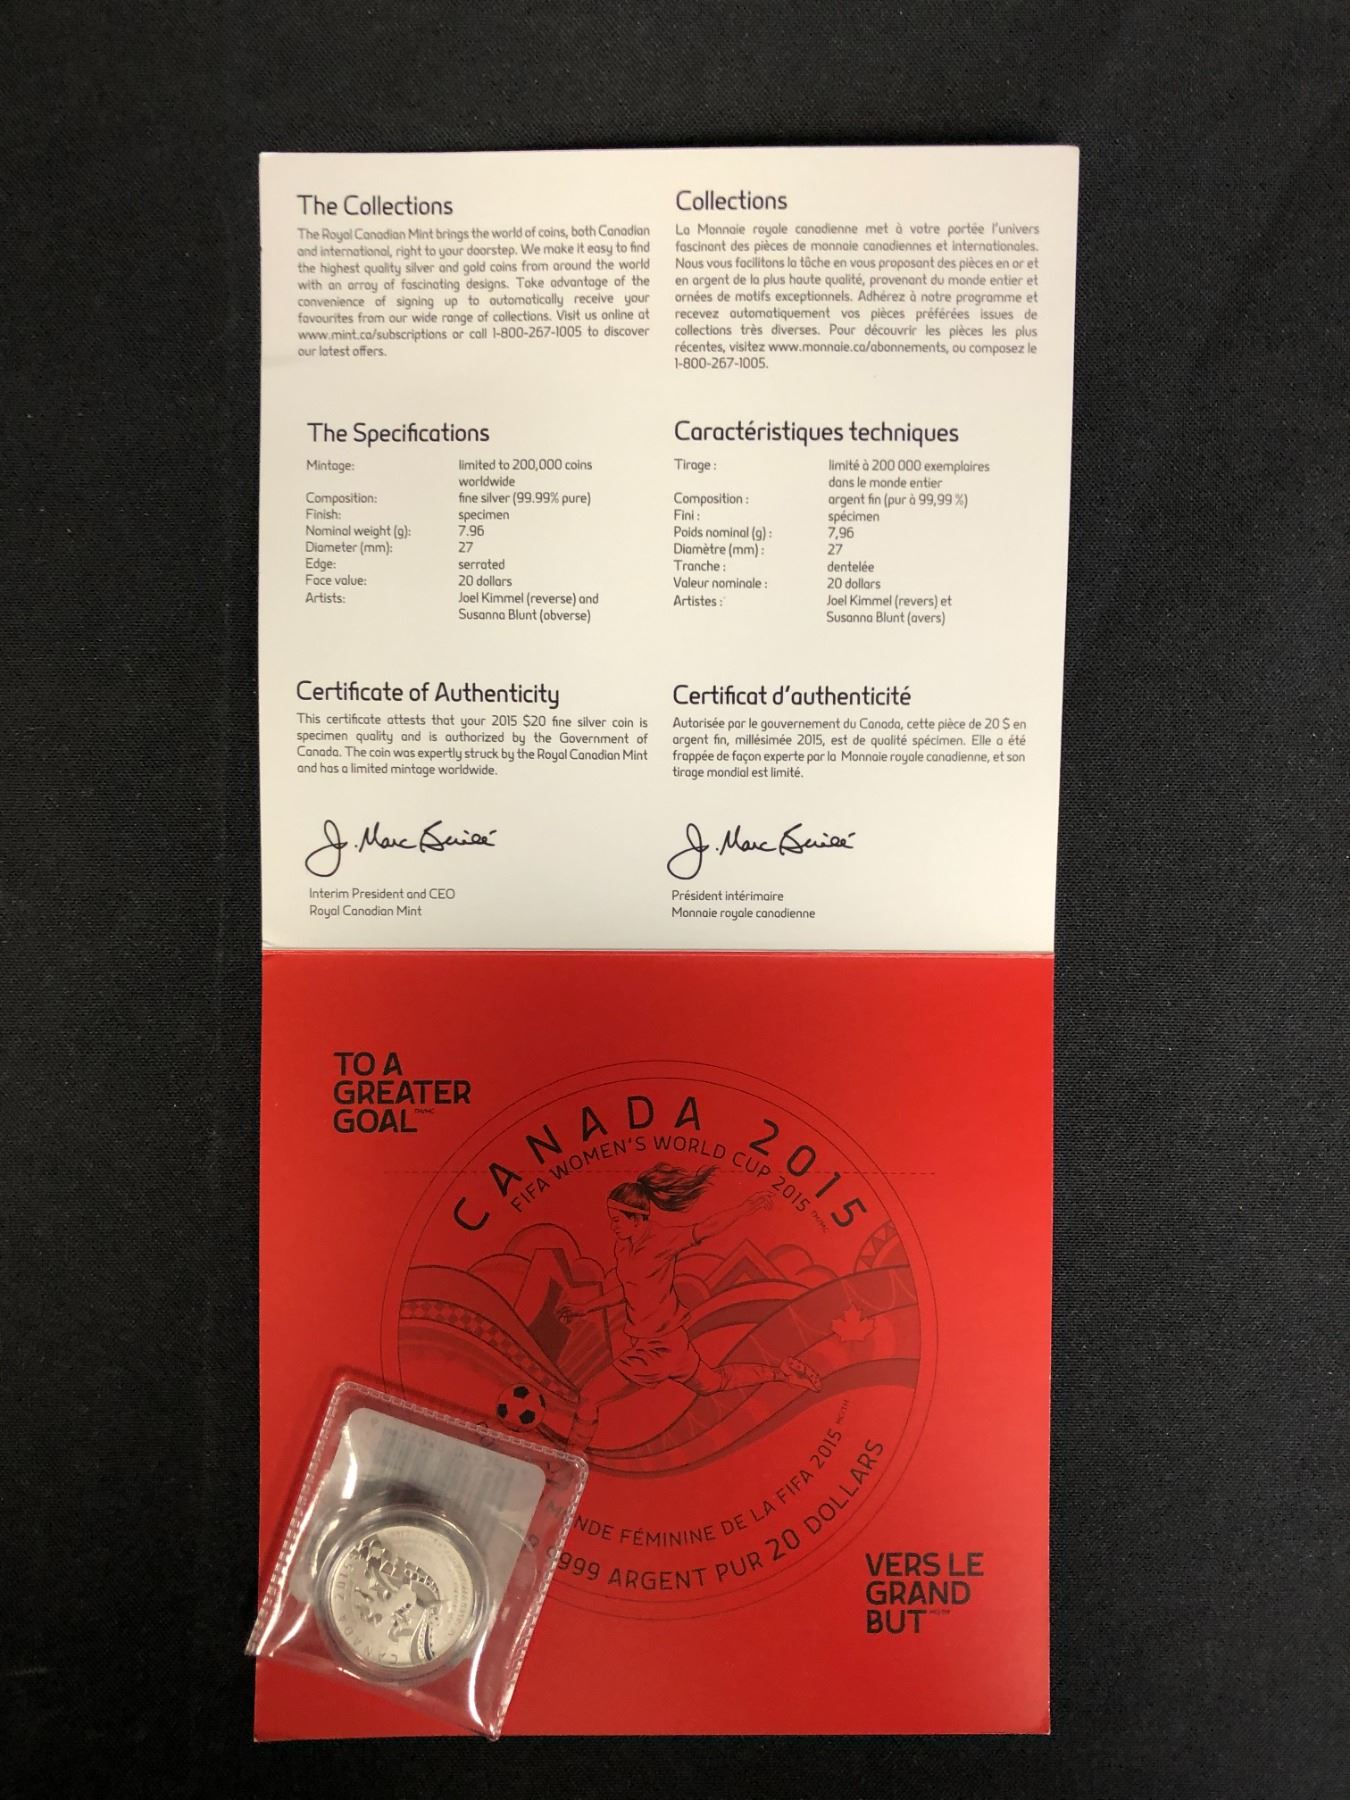 The Collections
The Royal Canadian Mint brings the world of coins, both Canadian
and international, right to your doorstep. We make it easy to find
the highest quality silver and gold coins from around the world
with an array of fascinating designs. Take advantage of the
convenience of signing up to automatically receive your
favourites from our wide range of collections. Visit us online at
www.mint.ca/subscriptions or call 1-800-267-1005 to discover
our latest offers.
Collections
La Monnaie royale canadienne met à votre portée l'univers
fascinant des pièces de monnaie canadiennes et internationales.
Nous vous facilitons la tâche en vous proposant des pièces en or et
en argent de la plus haute qualité, provenant du monde entier et
ornées de motifs exceptionnels. Adhérez à notre programme et
recevez automatiquement vos pièces préférées issues de
collections très diverses. Pour découvrir les pièces les plus
récentes, visitez www.monnaie.ca/abonnements, ou composez le
1-800-267-1005.
The Specifications
Mintage: limited to 200,000 coins
worldwide
Composition: fine silver (99.99% pure)
Finish: specimen
Nominal weight (g): 7.96
Diameter (mm): 27
Edge: serrated
Face value: 20 dollars
Artists: Joel Kimmel (reverse) and
Susanna Blunt (obverse)
Caractéristiques techniques
Tirage : limité à 200 000 exemplaires
dans le monde entier
Composition : argent fin (pur à 99,99 %)
Fini : spécimen
Poids nominal (g) : 7,96
Diamètre (mm) : 27
Tranche : dentelée
Valeur nominale : 20 dollars
Artistes : Joel Kimmel (revers) et
Susanna Blunt (avers)
Certificate of Authenticity
This certificate attests that your 2015 $20 fine silver coin is
specimen quality and is authorized by the Government of
Canada. The coin was expertly struck by the Royal Canadian Mint
and has a limited mintage worldwide.
Certificat d'authenticité
Autorisée par le gouvernement du Canada, cette pièce de 20 $ en
argent fin, millésimée 2015, est de qualité spécimen. Elle a été
frappée de façon experte par la Monnaie royale canadienne, et son
tirage mondial est limité.
J. Marc
Interim President and CEO
Royal Canadian Mint
J. Marc
Président intérimaire
Monnaie royale canadienne
TO A
GREATER
GOAL TM/MC
CANADA 2015
FIFA WOMEN'S WORLD CUP 2015 TM/MC
NDE FÉMININE DE LA FIFA 2015 MC/TM
999 ARGENT PUR 20 DOLLARS
VERS LE
GRAND
BUT MC/TM
CANADA 2015